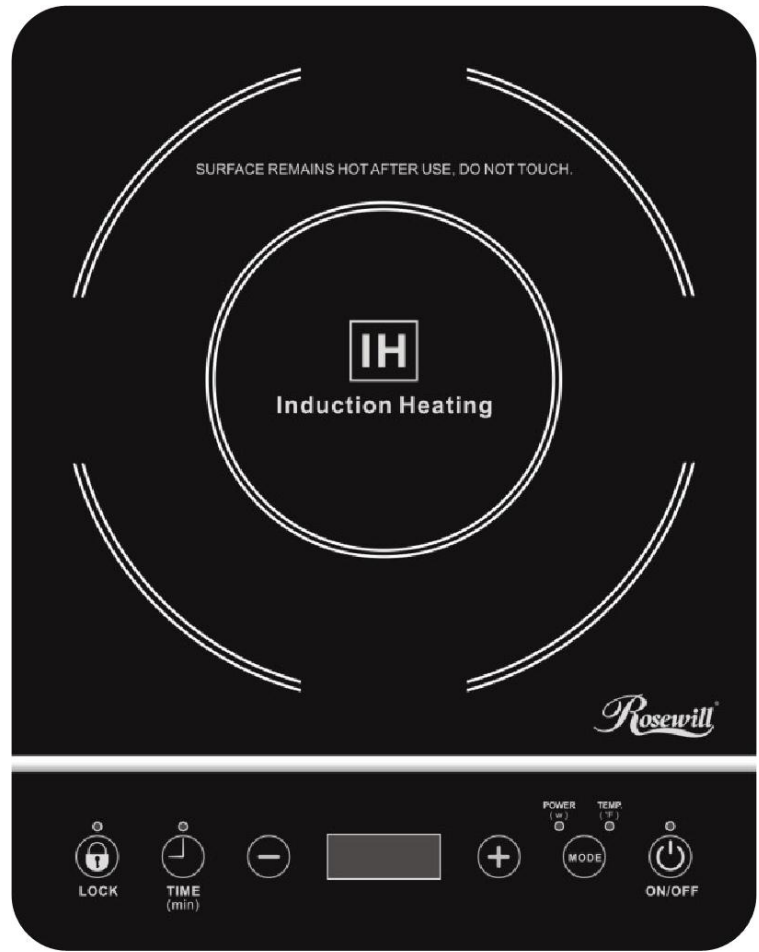 SURFACE REMAINS HOT AFTER USE, DO NOT TOUCH.
IH
Induction Heating
Rosewill®
POWER
(W)
TEMP.
(°F)
MODE
LOCK
TIME
(min)
ON/OFF